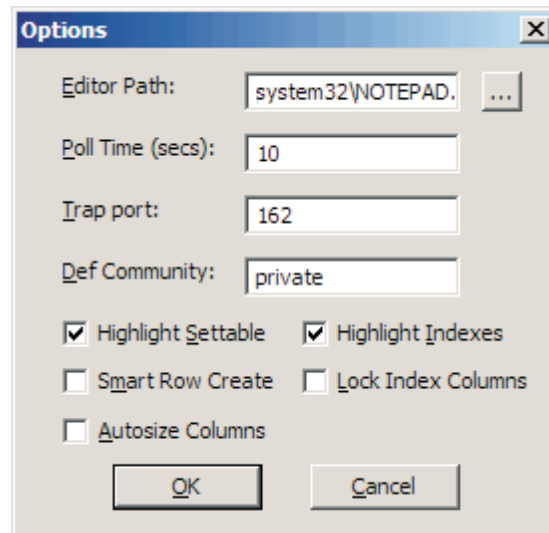 Options
Editor Path: system32\NOTEPAD. ...
Poll Time (secs): 10
Trap port: 162
Def Community: private
Highlight Settable Highlight Indexes
Smart Row Create Lock Index Columns
Autosize Columns
OK Cancel